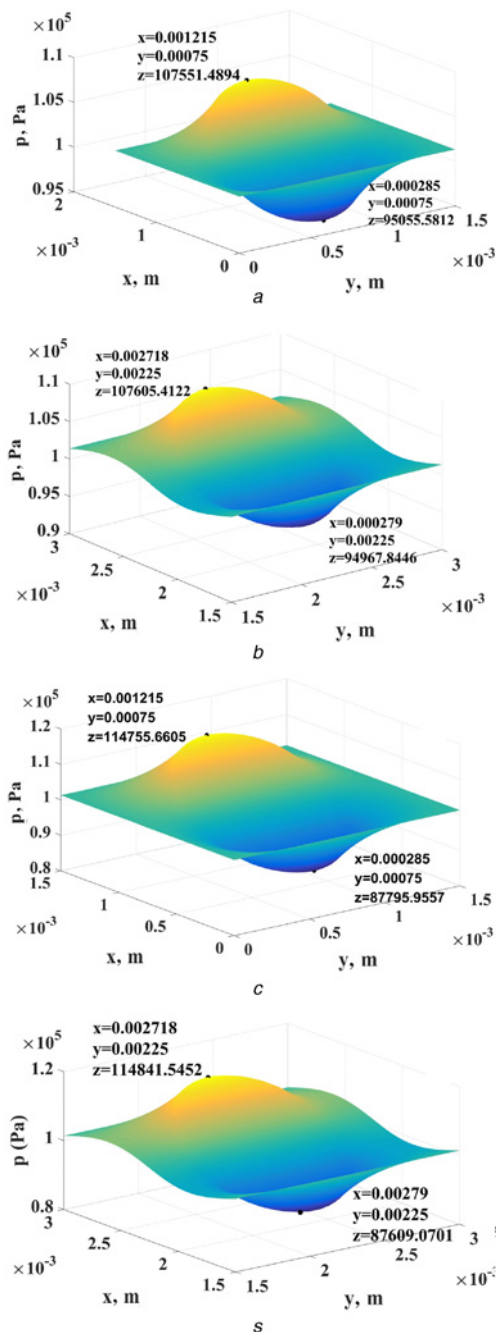 ×10⁵
x=0.001215
y=0.00075
z=107551.4894
1.1
1.05
1
0.95
p, Pa
x=0.000285
y=0.00075
z=95055.5812
2
1
0
×10⁻³
x, m
0
0.5
1
1.5
×10⁻³
y, m
a
×10⁵
x=0.002718
y=0.00225
z=107605.4122
1.1
1.05
1
0.95
0.9
p, Pa
x=0.000279
y=0.00225
z=94967.8446
3
2.5
2
1.5
×10⁻³
x, m
1.5
2
2.5
3
×10⁻³
y, m
b
×10⁵
x=0.001215
y=0.00075
z=114755.6605
1.2
1.1
1
0.9
0.8
p, Pa
x=0.000285
y=0.00075
z=87795.9557
1.5
1
0.5
0
×10⁻³
x, m
0
0.5
1
1.5
×10⁻³
y, m
c
×10⁵
x=0.002718
y=0.00225
z=114841.5452
1.2
1
0.8
p (Pa)
x=0.00279
y=0.00225
z=87609.0701
3
2.5
2
1.5
×10⁻³
x, m
1.5
2
2.5
3
×10⁻³
y, m
s